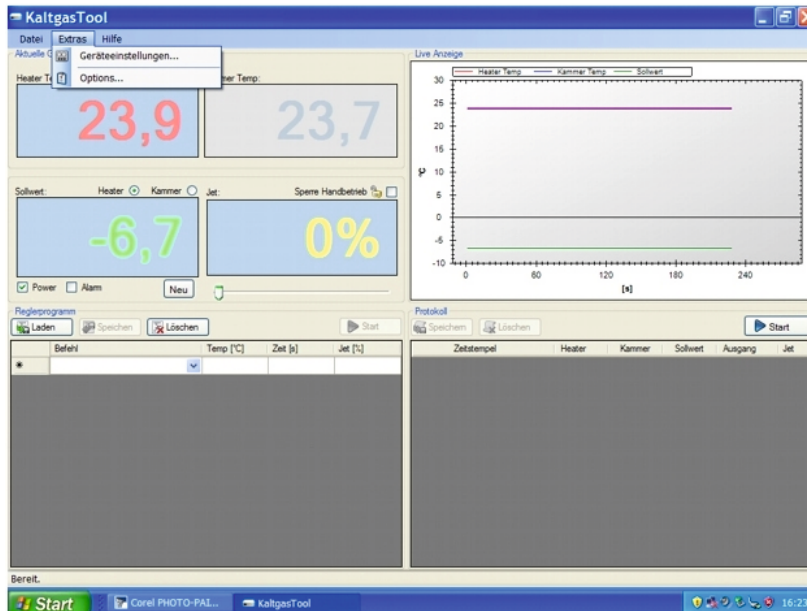 KaltgasTool
Datei Extras Hilfe
Geräteeinstellungen...
Options...
Aktuelle
Heater
mer Temp:
23,9
23,7
Sollwert: Heater Kammer
-6,7
Power Alarm Neu
Jet: Sperre Handbetrieb
0%
Live Anzeige
Heater Temp Kammer Temp Sollwert
30
25
20
15
10
5
0
-5
-10
°C
0 60 120 180 240
[s]
Reglerprogramm
Laden Speichern Löschen Start
Befehl Temp [°C] Zeit [s] Jet [%]
Protokoll
Speichern Löschen Start
Zeitstempel Heater Kammer Sollwert Ausgang Jet
Bereit.
Start Corel PHOTO-PAI... KaltgasTool